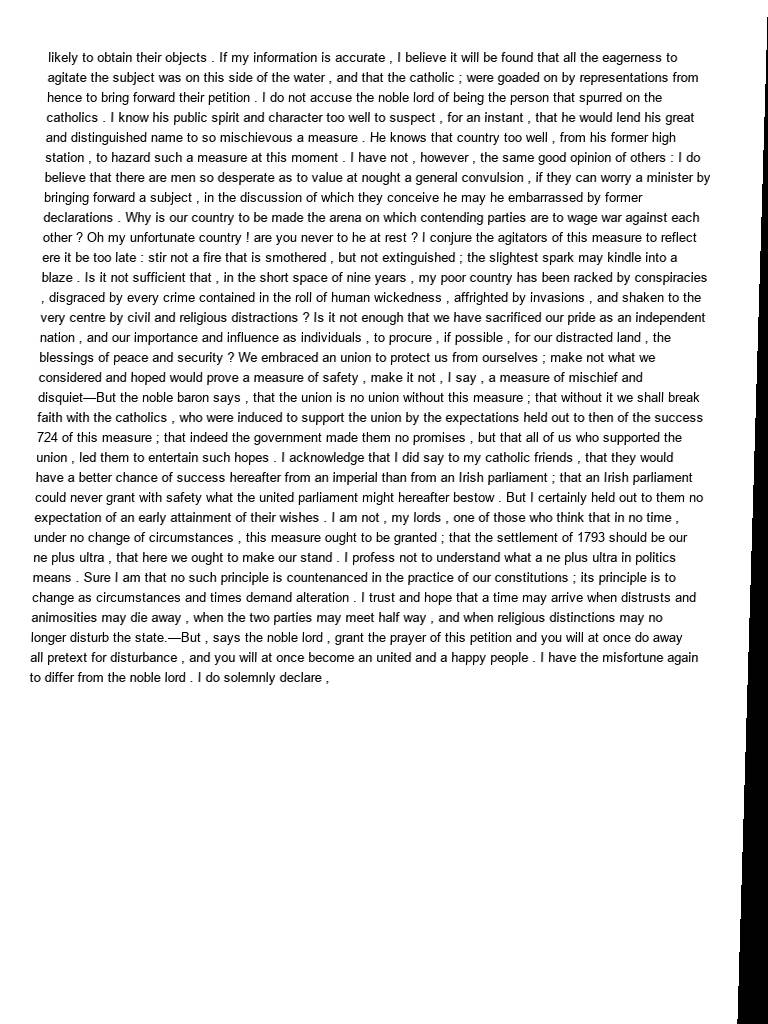 likely to obtain their objects . If my information is accurate , I believe it will be found that all the eagerness to
agitate the subject was on this side of the water , and that the catholic ; were goaded on by representations from
hence to bring forward their petition . I do not accuse the noble lord of being the person that spurred on the
catholics . I know his public spirit and character too well to suspect , for an instant , that he would lend his great
and distinguished name to so mischievous a measure . He knows that country too well , from his former high
station , to hazard such a measure at this moment . I have not , however , the same good opinion of others : I do
believe that there are men so desperate as to value at nought a general convulsion , if they can worry a minister by
bringing forward a subject , in the discussion of which they conceive he may he embarrassed by former
declarations . Why is our country to be made the arena on which contending parties are to wage war against each
other ? Oh my unfortunate country ! are you never to he at rest ? I conjure the agitators of this measure to reflect
ere it be too late : stir not a fire that is smothered , but not extinguished ; the slightest spark may kindle into a
blaze . Is it not sufficient that , in the short space of nine years , my poor country has been racked by conspiracies
, disgraced by every crime contained in the roll of human wickedness , affrighted by invasions , and shaken to the
very centre by civil and religious distractions ? Is it not enough that we have sacrificed our pride as an independent
nation , and our importance and influence as individuals , to procure , if possible , for our distracted land , the
blessings of peace and security ? We embraced an union to protect us from ourselves ; make not what we
considered and hoped would prove a measure of safety , make it not , I say , a measure of mischief and
disquiet—But the noble baron says , that the union is no union without this measure ; that without it we shall break
faith with the catholics , who were induced to support the union by the expectations held out to then of the success
724 of this measure ; that indeed the government made them no promises , but that all of us who supported the
union , led them to entertain such hopes . I acknowledge that I did say to my catholic friends , that they would
have a better chance of success hereafter from an imperial than from an Irish parliament ; that an Irish parliament
could never grant with safety what the united parliament might hereafter bestow . But I certainly held out to them no
expectation of an early attainment of their wishes . I am not , my lords , one of those who think that in no time ,
under no change of circumstances , this measure ought to be granted ; that the settlement of 1793 should be our
ne plus ultra , that here we ought to make our stand . I profess not to understand what a ne plus ultra in politics
means . Sure I am that no such principle is countenanced in the practice of our constitutions ; its principle is to
change as circumstances and times demand alteration . I trust and hope that a time may arrive when distrusts and
animosities may die away , when the two parties may meet half way , and when religious distinctions may no
longer disturb the state.—But , says the noble lord , grant the prayer of this petition and you will at once do away
all pretext for disturbance , and you will at once become an united and a happy people . I have the misfortune again
to differ from the noble lord . I do solemnly declare ,